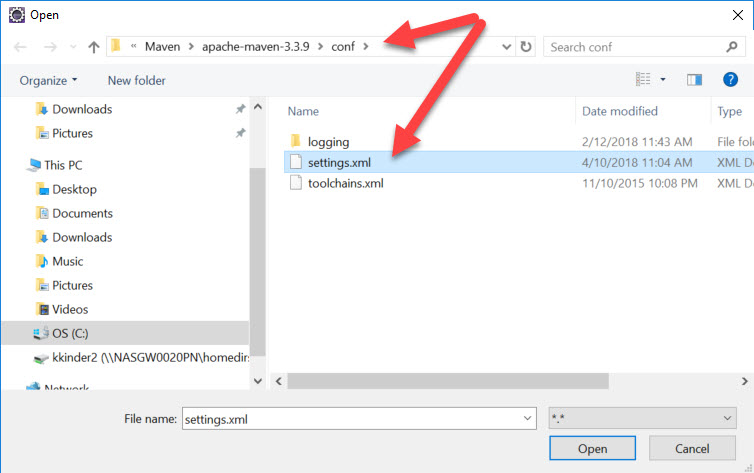 Open
« Maven › apache-maven-3.3.9 › conf ›
Search conf
Organize
New folder
?
Name
Date modified
Type
Downloads
Pictures
This PC
Desktop
Documents
Downloads
Music
Pictures
Videos
OS (C:)
kkinder2 (\\NASGW0020PN\homedirs
Network
logging
2/12/2018 11:43 AM
File fold
settings.xml
4/10/2018 11:04 AM
XML Do
toolchains.xml
11/10/2015 10:08 PM
XML Do
File name:
settings.xml
*.*
Open
Cancel